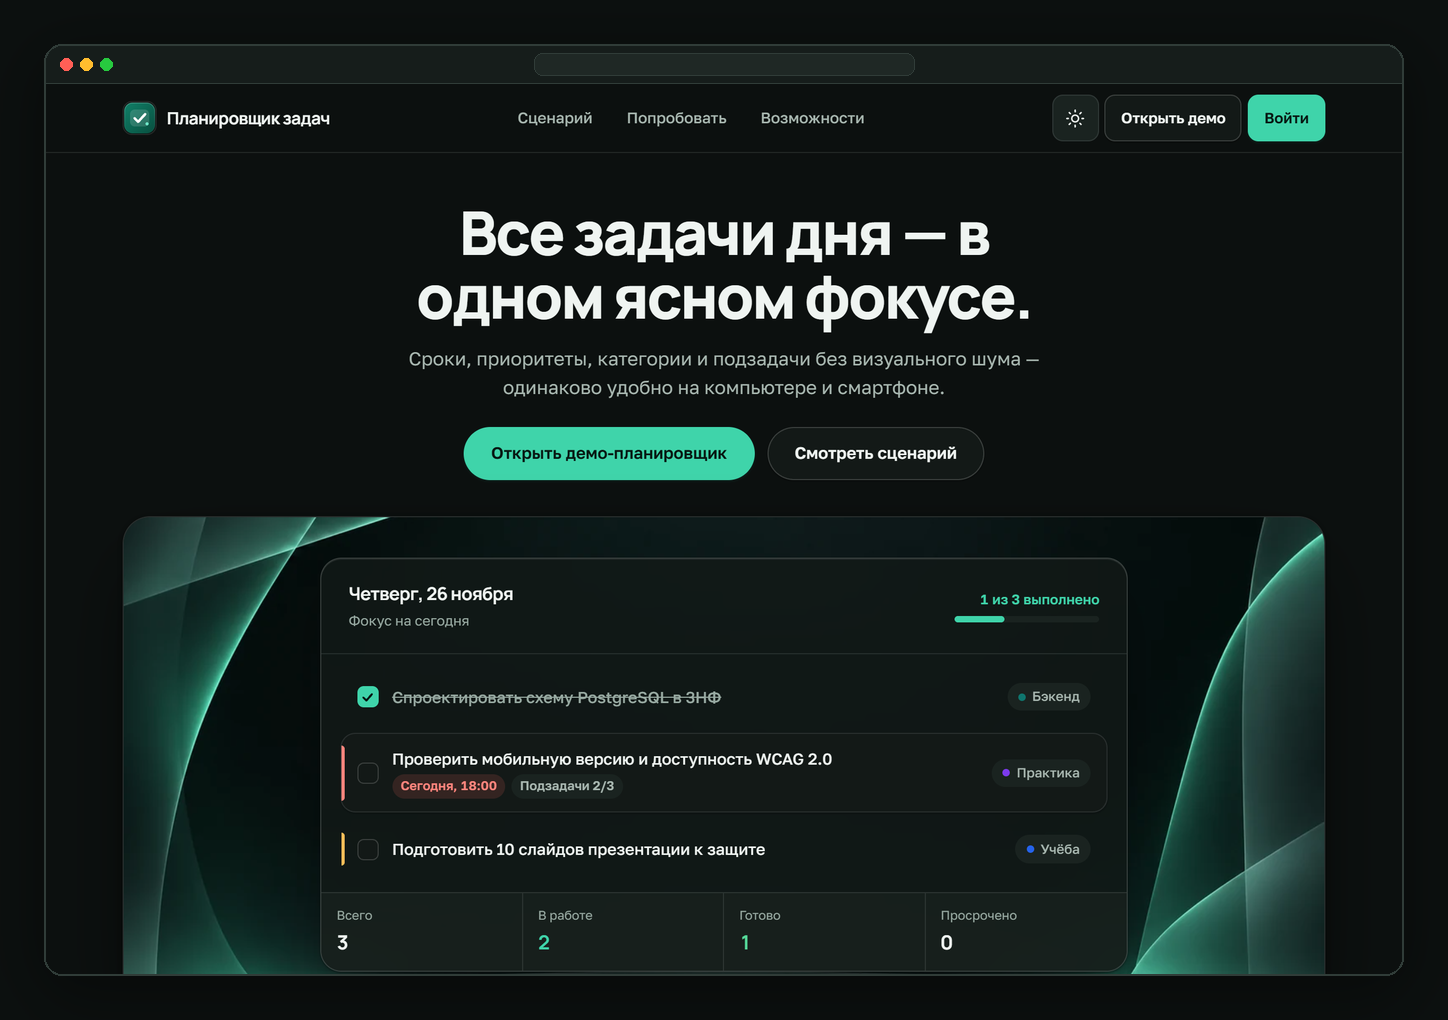 Планировщик задач
Сценарий
Попробовать
Возможности
Открыть демо
Войти
Все задачи дня — в
одном ясном фокусе.
Сроки, приоритеты, категории и подзадачи без визуального шума —
одинаково удобно на компьютере и смартфоне.
Открыть демо-планировщик
Смотреть сценарий
Четверг, 26 ноября
Фокус на сегодня
1 из 3 выполнено
Спроектировать схему PostgreSQL в 3НФ
Бэкенд
Проверить мобильную версию и доступность WCAG 2.0
Сегодня, 18:00
Подзадачи 2/3
Практика
Подготовить 10 слайдов презентации к защите
Учёба
Всего
3
В работе
2
Готово
1
Просрочено
0